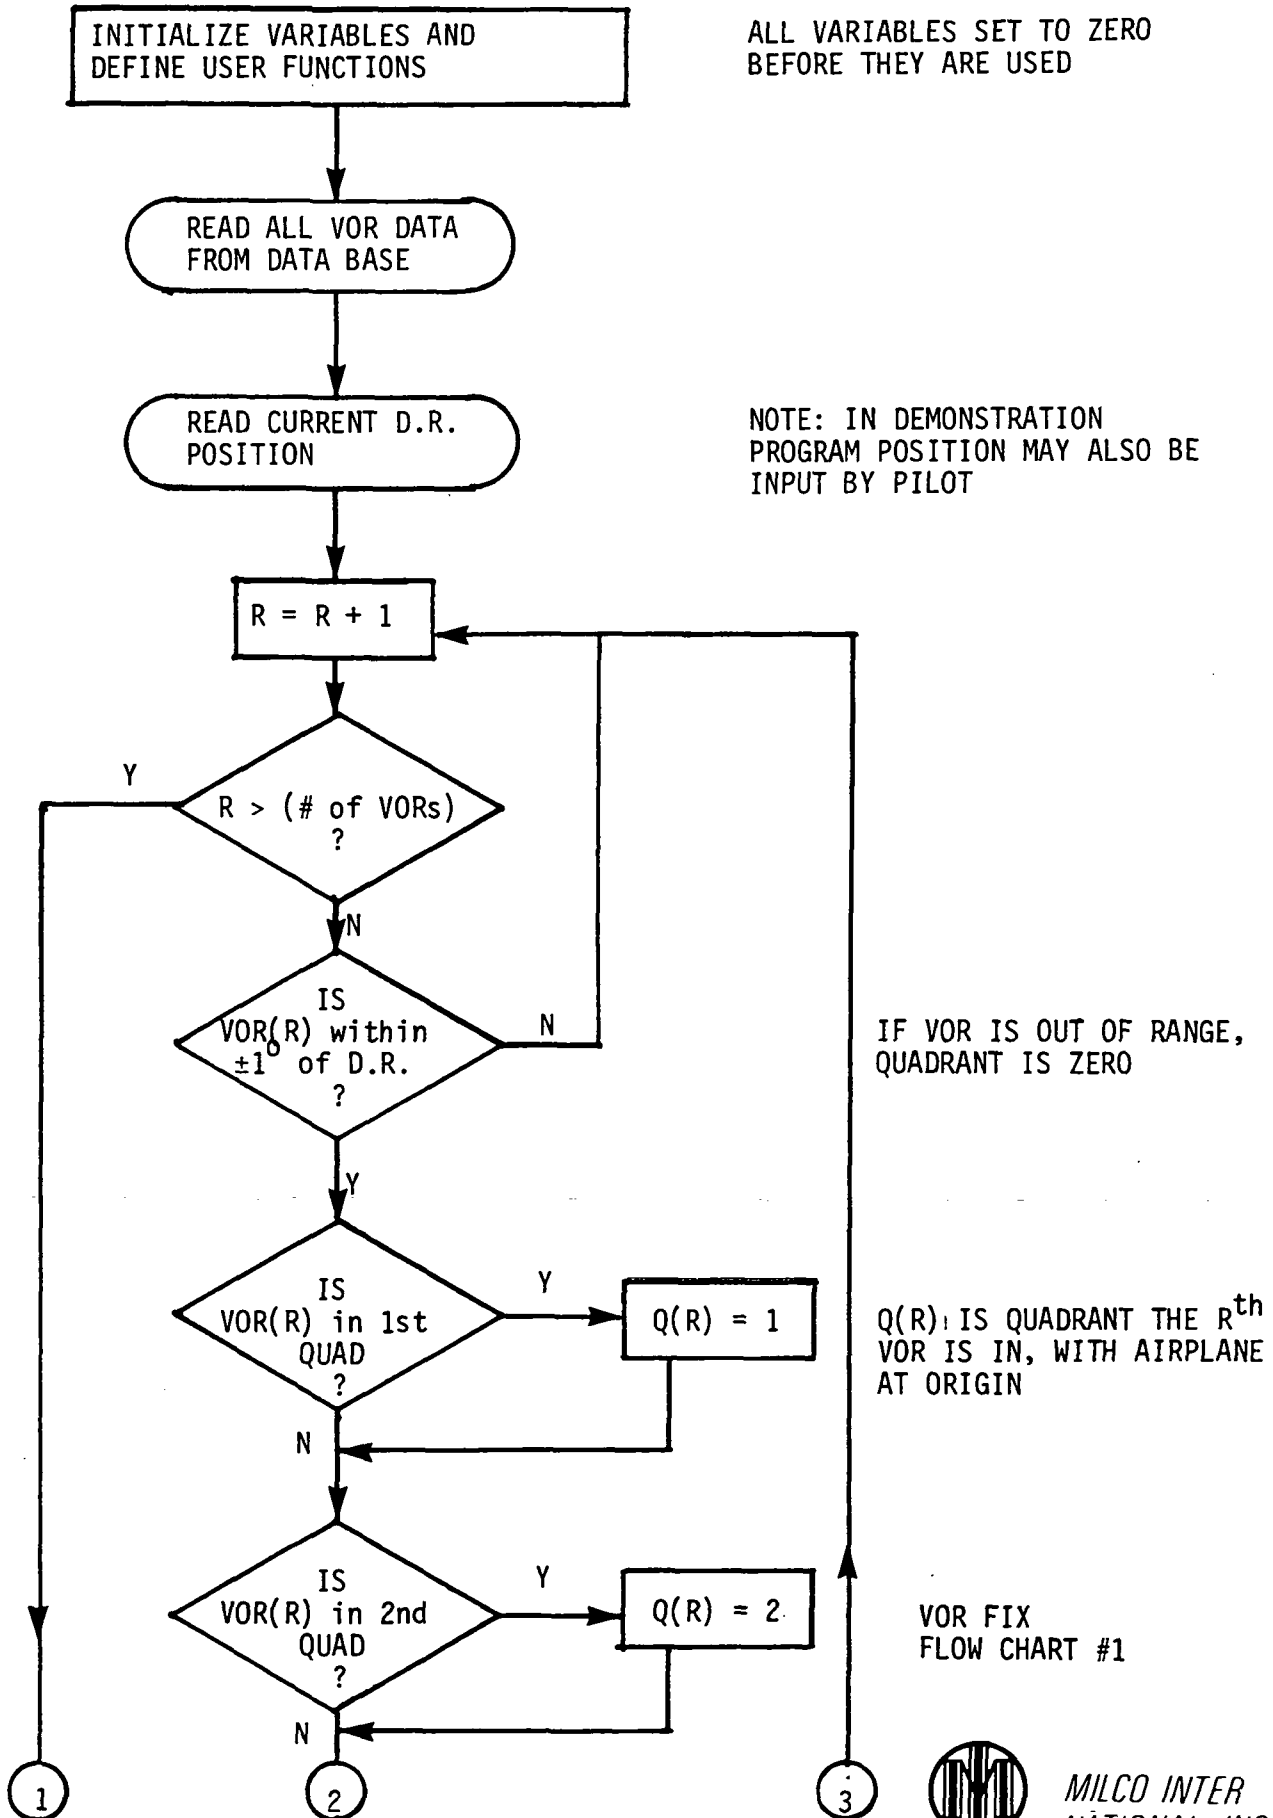 INITIALIZE VARIABLES AND
DEFINE USER FUNCTIONS
ALL VARIABLES SET TO ZERO
BEFORE THEY ARE USED
READ ALL VOR DATA
FROM DATA BASE
READ CURRENT D.R.
POSITION
NOTE: IN DEMONSTRATION
PROGRAM POSITION MAY ALSO BE
INPUT BY PILOT
R = R + 1
Y
R > (# of VORs)
?
N
IS
VOR(R) within
±1° of D.R.
?
N
IF VOR IS OUT OF RANGE,
QUADRANT IS ZERO
Y
IS
VOR(R) in 1st
QUAD
?
Y
Q(R) = 1
Q(R) IS QUADRANT THE Rth
VOR IS IN, WITH AIRPLANE
AT ORIGIN
N
IS
VOR(R) in 2nd
QUAD
?
Y
Q(R) = 2
VOR FIX
FLOW CHART #1
N
1
2
3
MILCO INTER
NATIONAL INC